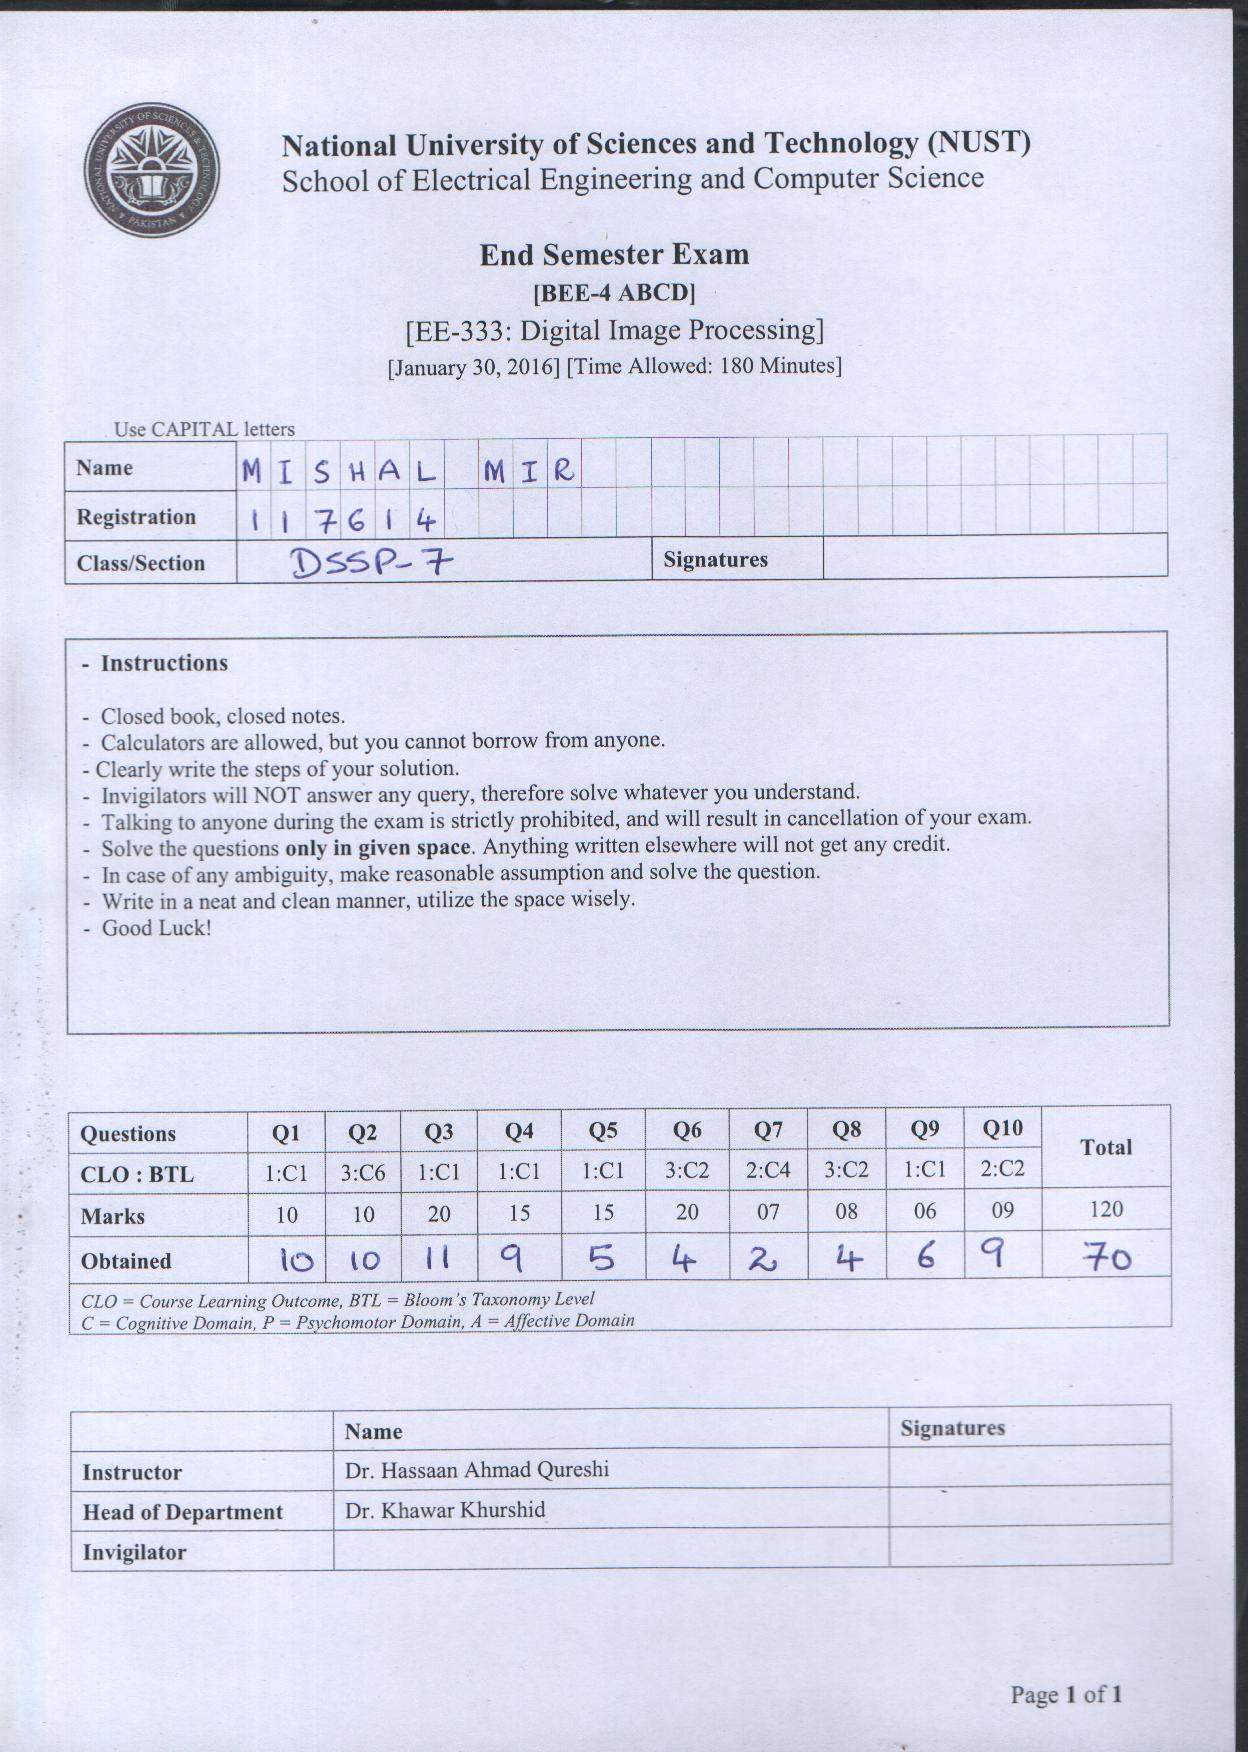 NATIONAL UNIVERSITY OF SCIENCES & TECHNOLOGY
PAKISTAN
National University of Sciences and Technology (NUST)
School of Electrical Engineering and Computer Science
End Semester Exam
[BEE-4 ABCD]
[EE-333: Digital Image Processing]
[January 30, 2016] [Time Allowed: 180 Minutes]
Use CAPITAL letters
Name MISHAL MIR
Registration 117614
Class/Section DSSP-7 Signatures
- Instructions
- Closed book, closed notes.
- Calculators are allowed, but you cannot borrow from anyone.
- Clearly write the steps of your solution.
- Invigilators will NOT answer any query, therefore solve whatever you understand.
- Talking to anyone during the exam is strictly prohibited, and will result in cancellation of your exam.
- Solve the questions only in given space. Anything written elsewhere will not get any credit.
- In case of any ambiguity, make reasonable assumption and solve the question.
- Write in a neat and clean manner, utilize the space wisely.
- Good Luck!
Questions Q1 Q2 Q3 Q4 Q5 Q6 Q7 Q8 Q9 Q10 Total
CLO : BTL 1:C1 3:C6 1:C1 1:C1 1:C1 3:C2 2:C4 3:C2 1:C1 2:C2
Marks 10 10 20 15 15 20 07 08 06 09 120
Obtained 10 10 11 9 5 4 2 4 6 9 70
CLO = Course Learning Outcome, BTL = Bloom's Taxonomy Level
C = Cognitive Domain, P = Psychomotor Domain, A = Affective Domain
Name Signatures
Instructor Dr. Hassaan Ahmad Qureshi
Head of Department Dr. Khawar Khurshid
Invigilator
Page 1 of 1